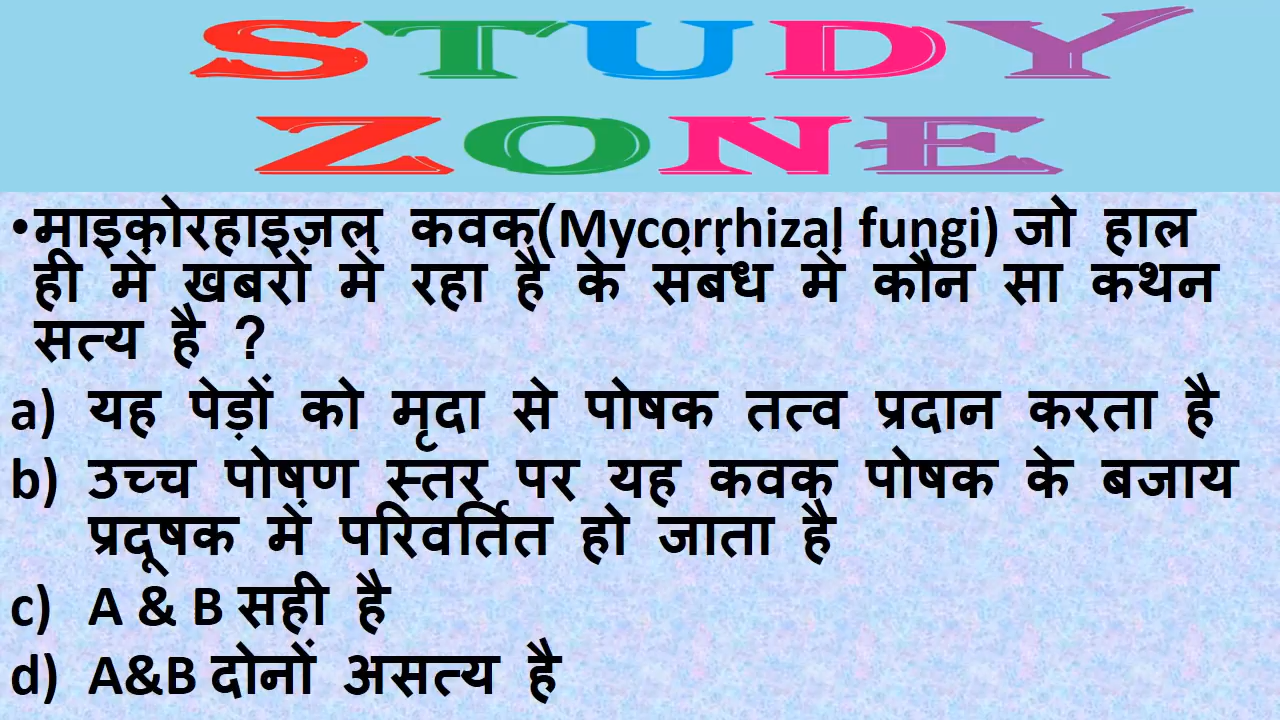 STUDY
ZONE
•माइकोरहाइज़ल कवक(Mycorrhizal fungi) जो हाल
ही में खबरों में रहा है के संबंध में कौन सा कथन
सत्य है ?
a) यह पेड़ों को मृदा से पोषक तत्व प्रदान करता है
b) उच्च पोषण स्तर पर यह कवक पोषक के बजाय
प्रदूषक में परिवर्तित हो जाता है
c) A & B सही है
d) A&B दोनों असत्य है